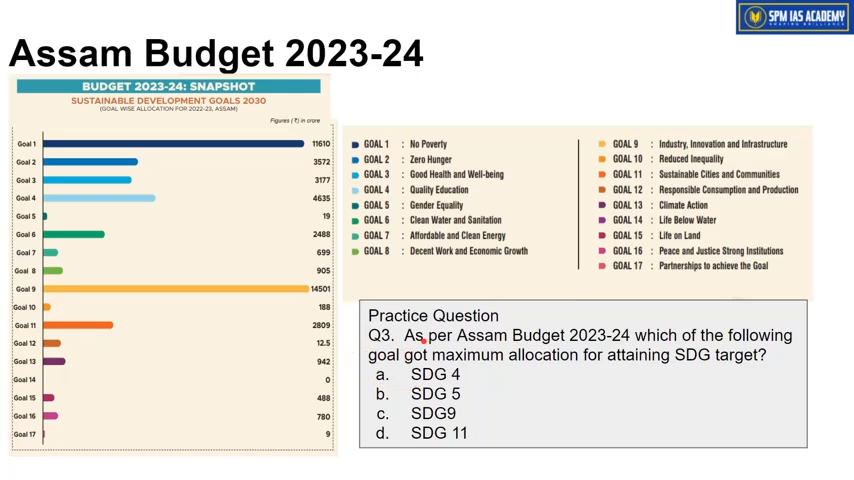 SPM IAS ACADEMY
SHAPING BRILLIANCE
Assam Budget 2023-24
BUDGET 2023-24: SNAPSHOT
SUSTAINABLE DEVELOPMENT GOALS 2030
(GOAL WISE ALLOCATION FOR 2022-23, ASSAM)
Figures (₹) in crore
Goal 1 11610
Goal 2 3572
Goal 3 3177
Goal 4 4635
Goal 5 19
Goal 6 2488
Goal 7 699
Goal 8 905
Goal 9 14501
Goal 10 188
Goal 11 2809
Goal 12 12.5
Goal 13 942
Goal 14 0
Goal 15 488
Goal 16 780
Goal 17 9
GOAL 1 : No Poverty
GOAL 2 : Zero Hunger
GOAL 3 : Good Health and Well-being
GOAL 4 : Quality Education
GOAL 5 : Gender Equality
GOAL 6 : Clean Water and Sanitation
GOAL 7 : Affordable and Clean Energy
GOAL 8 : Decent Work and Economic Growth
GOAL 9 : Industry, Innovation and Infrastructure
GOAL 10 : Reduced Inequality
GOAL 11 : Sustainable Cities and Communities
GOAL 12 : Responsible Consumption and Production
GOAL 13 : Climate Action
GOAL 14 : Life Below Water
GOAL 15 : Life on Land
GOAL 16 : Peace and Justice Strong Institutions
GOAL 17 : Partnerships to achieve the Goal
Practice Question
Q3. As per Assam Budget 2023-24 which of the following
goal got maximum allocation for attaining SDG target?
a. SDG 4
b. SDG 5
c. SDG9
d. SDG 11